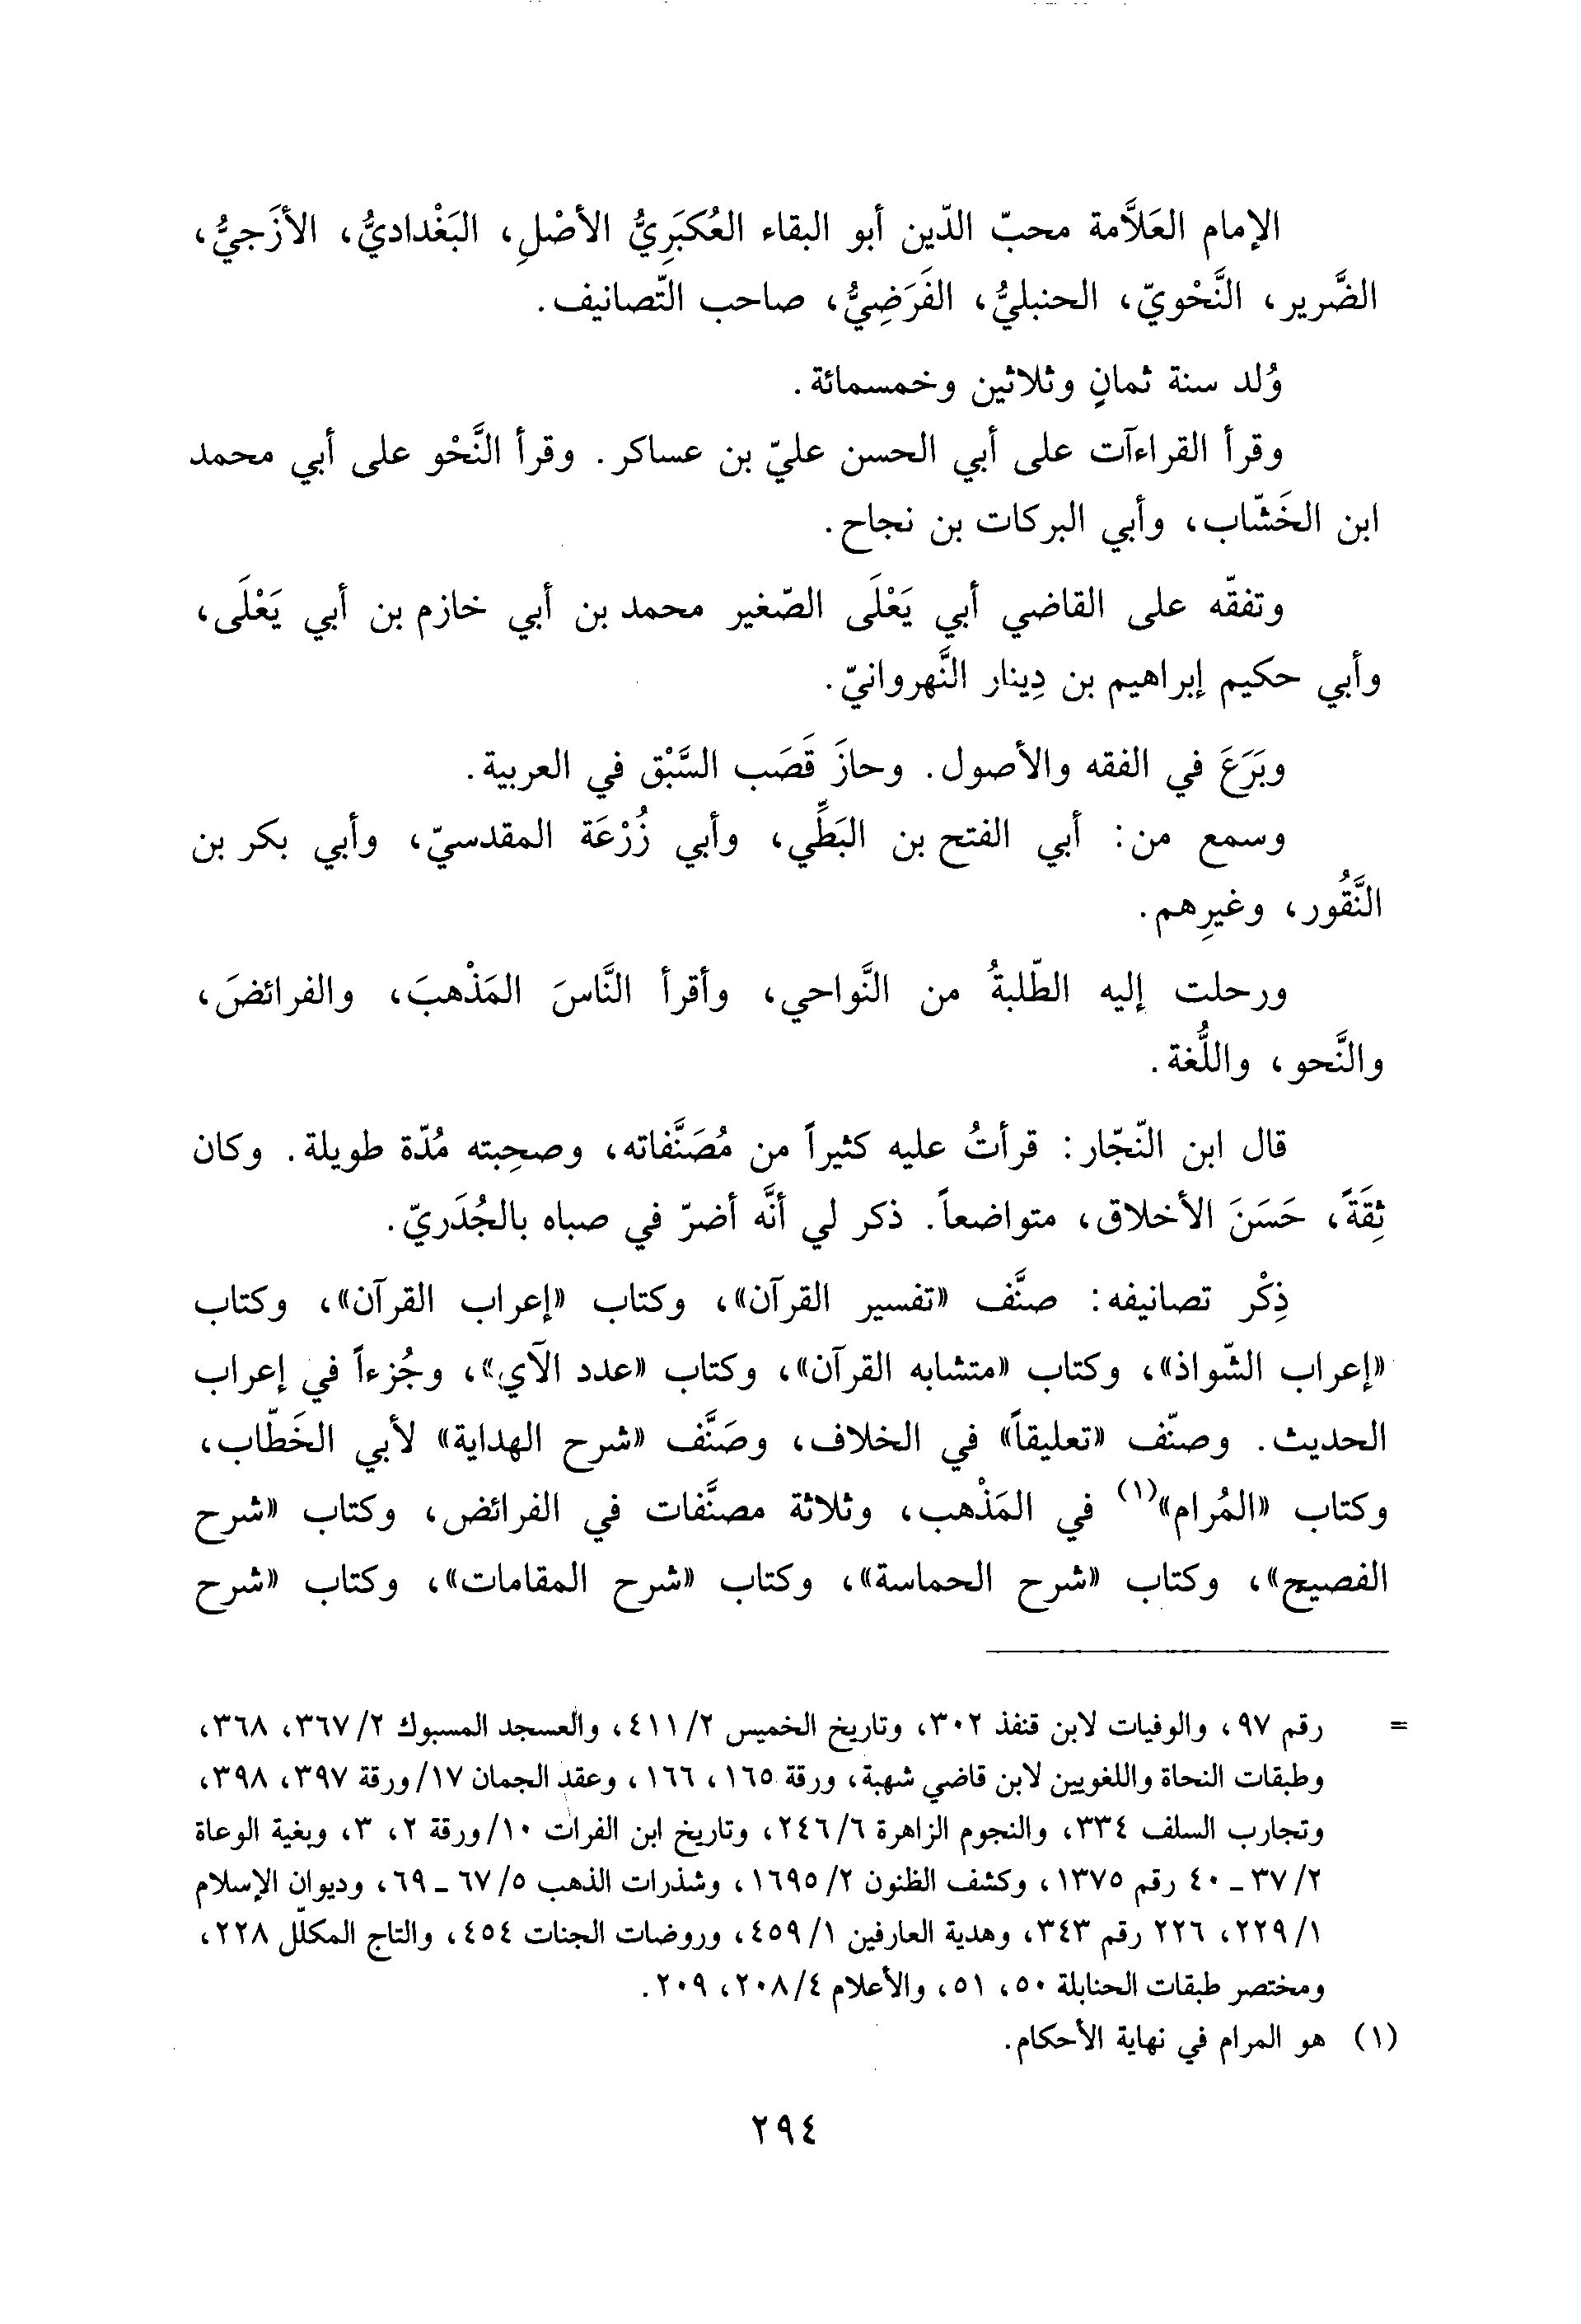 الإمام العَلاَّمة محبّ الدّين أبو البقاء العُكبَرِيُّ الأصْلِ، البَغْداديُّ، الأزَجيُّ،
الضَّرير، النَّحْويّ، الحنبليُّ، الفَرَضِيُّ، صاحب التّصانيف.
وُلد سنة ثمانٍ وثلاثين وخمسمائة.
وقرأ القراءآت على أبي الحسن عليّ بن عساكر. وقرأ النَّحْو على أبي محمد
ابن الخَشّاب، وأبي البركات بن نجاح.
وتفقّه على القاضي أبي يَعْلَى الصّغير محمد بن أبي خازم بن أبي يَعْلَى،
وأبي حكيم إبراهيم بن دِينار النَّهروانيّ.
وبَرَعَ في الفقه والأصول. وحازَ قَصَب السَّبْق في العربية.
وسمع من: أبي الفتح بن البَطِّي، وأبي زُرْعَة المقدسيّ، وأبي بكر بن
النَّقُور، وغيرِهم.
ورحلت إليه الطّلبةُ من النَّواحي، وأقرأ النَّاسَ المَذْهبَ، والفرائضَ،
والنَّحو، واللُّغة.
قال ابن النّجّار: قرأتُ عليه كثيراً من مُصَنَّفاته، وصحِبته مُدّة طويلة. وكان
ثِقَةً، حَسَنَ الأخلاق، متواضعاً. ذكر لي أنَّه أضرّ في صباه بالجُدَريّ.
ذِكْر تصانيفه: صنَّف «تفسير القرآن»، وكتاب «إعراب القرآن»، وكتاب
«إعراب الشّواذ»، وكتاب «متشابه القرآن»، وكتاب «عدد الآي»، وجُزءاً في إعراب
الحديث. وصنّف «تعليقاً» في الخلاف، وصَنَّف «شرح الهداية» لأبي الخَطّاب،
وكتاب «المُرام»(١) في المَذْهب، وثلاثة مصنَّفات في الفرائض، وكتاب «شرح
الفصيح»، وكتاب «شرح الحماسة»، وكتاب «شرح المقامات»، وكتاب «شرح
= رقم ٩٧، والوفيات لابن قنفذ ٣٠٢، وتاريخ الخميس ٢/ ٤١١، والعسجد المسبوك ٢/ ٣٦٧، ٣٦٨،
وطبقات النحاة واللغويين لابن قاضي شهبة، ورقة ١٦٥، ١٦٦، وعقد الجمان ١٧/ ورقة ٣٩٧، ٣٩٨،
وتجارب السلف ٣٣٤، والنجوم الزاهرة ٦/ ٢٤٦، وتاريخ ابن الفرات ١٠/ ورقة ٢، ٣، وبغية الوعاة
٢/ ٣٧ ـ ٤٠ رقم ١٣٧٥، وكشف الظنون ٢/ ١٦٩٥، وشذرات الذهب ٥/ ٦٧ ـ ٦٩، وديوان الإسلام
١/ ٢٢٩، ٢٢٦ رقم ٣٤٣، وهدية العارفين ١/ ٤٥٩، وروضات الجنات ٤٥٤، والتاج المكلّل ٢٢٨،
ومختصر طبقات الحنابلة ٥٠، ٥١، والأعلام ٤/ ٢٠٨، ٢٠٩.
(١) هو المرام في نهاية الأحكام.
٢٩٤